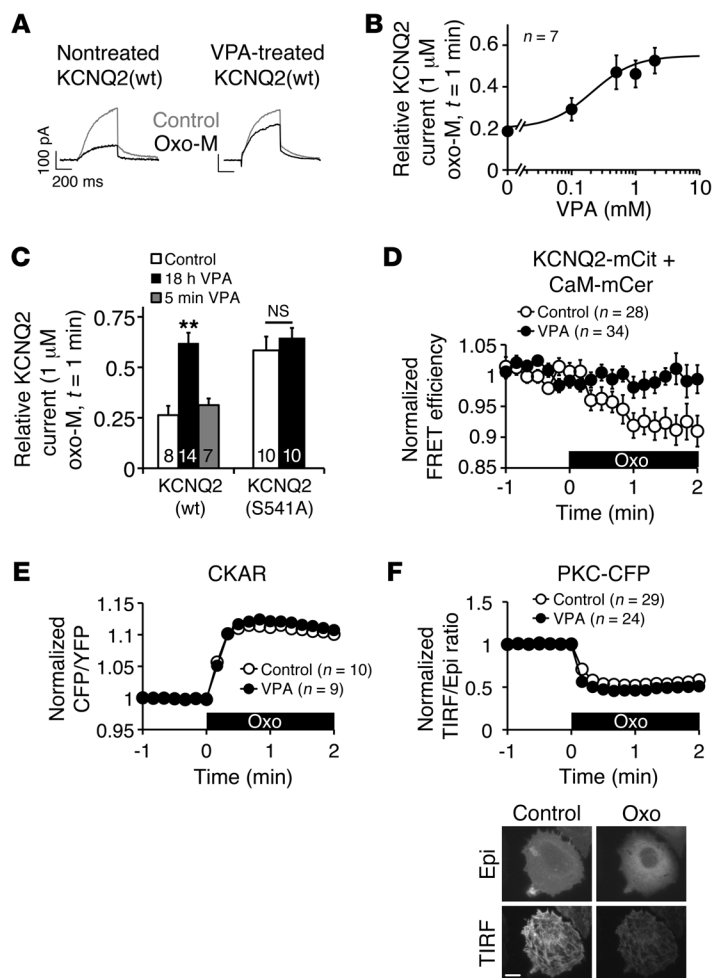 A
Nontreated
KCNQ2(wt)
VPA-treated
KCNQ2(wt)
Control
Oxo-M
100 pA
200 ms
B
Relative KCNQ2
current (1 μM
oxo-M, t = 1 min)
0.6
0.4
0.2
0
n = 7
0
0.1
1
10
VPA (mM)
C
Control
18 h VPA
5 min VPA
Relative KCNQ2
current (1 μM
oxo-M, t = 1 min)
0.75
0.50
0.25
0
**
NS
8
14
7
10
10
KCNQ2
(wt)
KCNQ2
(S541A)
D
KCNQ2-mCit +
CaM-mCer
Control (n = 28)
VPA (n = 34)
Normalized
FRET efficiency
1.05
1
0.95
0.9
0.85
Oxo
-1
0
1
2
Time (min)
E
CKAR
Normalized
CFP/YFP
1.15
1.10
1.05
1
0.95
Control (n = 10)
VPA (n = 9)
Oxo
-1
0
1
2
Time (min)
F
PKC-CFP
Control (n = 29)
VPA (n = 24)
Normalized
TIRF/Epi ratio
1.5
1
0.5
0
Oxo
-1
0
1
2
Time (min)
Control
Oxo
Epi
TIRF